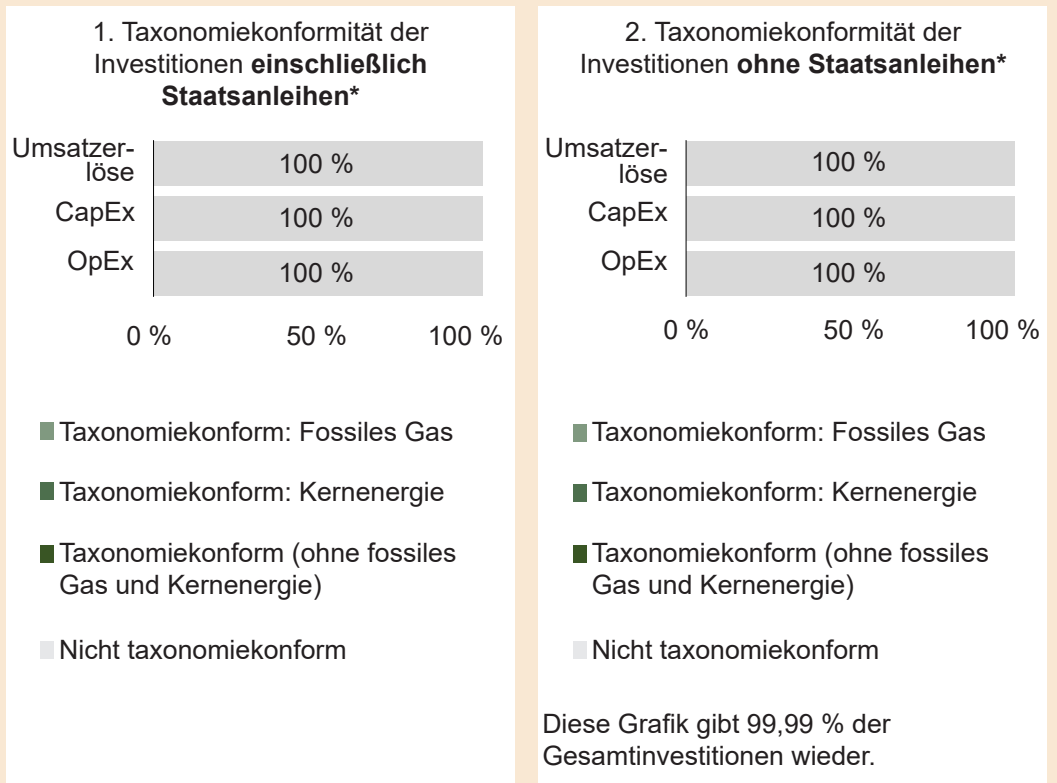 1. Taxonomiekonformität der
Investitionen einschließlich
Staatsanleihen*
Umsatzer-
löse
100 %
CapEx
100 %
OpEx
100 %
0 %
50 %
100 %
Taxonomiekonform: Fossiles Gas
Taxonomiekonform: Kernenergie
Taxonomiekonform (ohne fossiles
Gas und Kernenergie)
Nicht taxonomiekonform
2. Taxonomiekonformität der
Investitionen ohne Staatsanleihen*
Umsatzer-
löse
100 %
CapEx
100 %
OpEx
100 %
0 %
50 %
100 %
Taxonomiekonform: Fossiles Gas
Taxonomiekonform: Kernenergie
Taxonomiekonform (ohne fossiles
Gas und Kernenergie)
Nicht taxonomiekonform
Diese Grafik gibt 99,99 % der
Gesamtinvestitionen wieder.